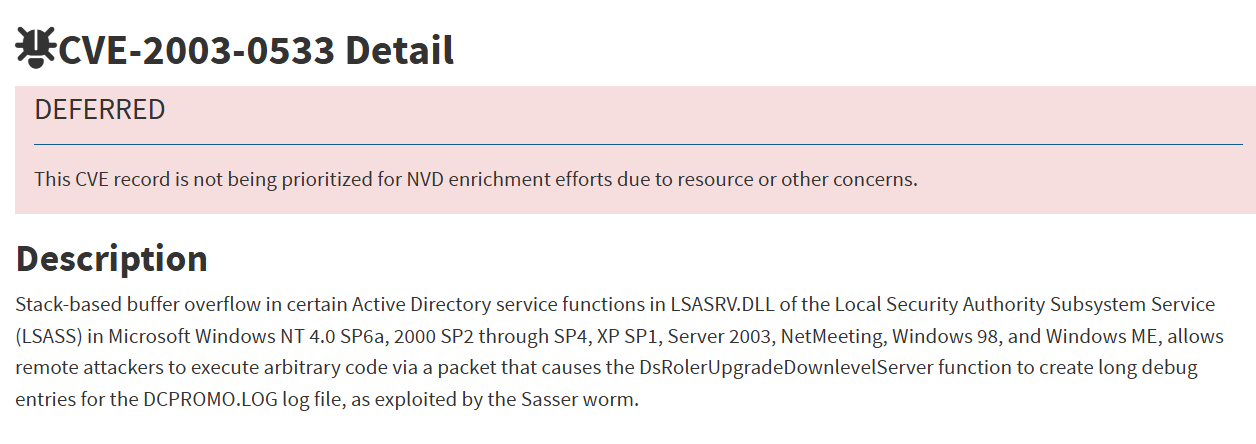 CVE-2003-0533 Detail
DEFERRED
This CVE record is not being prioritized for NVD enrichment efforts due to resource or other concerns.
Description
Stack-based buffer overflow in certain Active Directory service functions in LSASRV.DLL of the Local Security Authority Subsystem Service
(LSASS) in Microsoft Windows NT 4.0 SP6a, 2000 SP2 through SP4, XP SP1, Server 2003, NetMeeting, Windows 98, and Windows ME, allows
remote attackers to execute arbitrary code via a packet that causes the DsRolerUpgradeDownlevelServer function to create long debug
entries for the DCPROMO.LOG log file, as exploited by the Sasser worm.